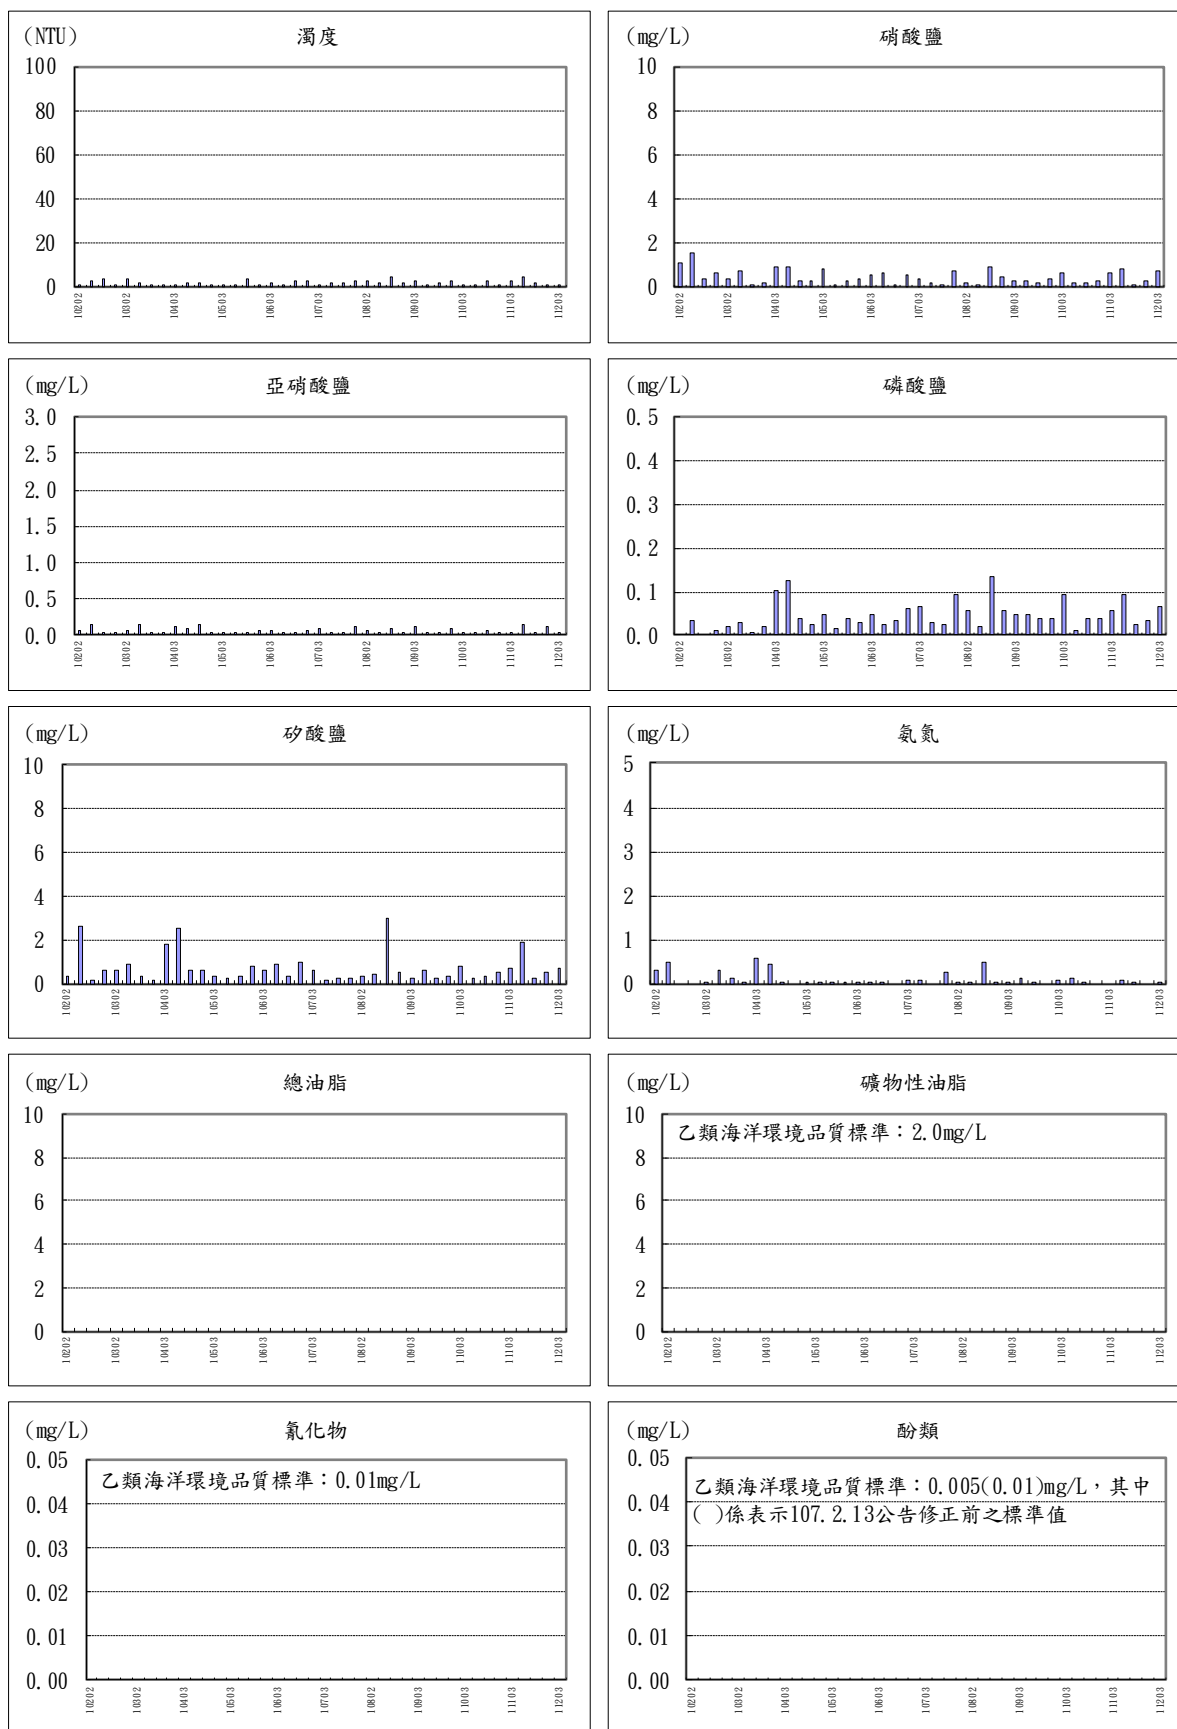 (NTU) 濁度
100
80
60
40
20
0
10202 10302 10403 10503 10603 10703 10802 10903 11003 11103 11203
(mg/L) 硝酸鹽
10
8
6
4
2
0
10202 10302 10403 10503 10603 10703 10802 10903 11003 11103 11203
(mg/L) 亞硝酸鹽
3.0
2.5
2.0
1.5
1.0
0.5
0.0
10202 10302 10403 10503 10603 10703 10802 10903 11003 11103 11203
(mg/L) 磷酸鹽
0.5
0.4
0.3
0.2
0.1
0.0
10202 10302 10403 10503 10603 10703 10802 10903 11003 11103 11203
(mg/L) 矽酸鹽
10
8
6
4
2
0
10202 10302 10403 10503 10603 10703 10802 10903 11003 11103 11203
(mg/L) 氨氮
5
4
3
2
1
0
10202 10302 10403 10503 10603 10703 10802 10903 11003 11103 11203
(mg/L) 總油脂
10
8
6
4
2
0
10202 10302 10403 10503 10603 10703 10802 10903 11003 11103 11203
(mg/L) 礦物性油脂
乙類海洋環境品質標準：2.0mg/L
10
8
6
4
2
0
10202 10302 10403 10503 10603 10703 10802 10903 11003 11103 11203
(mg/L) 氰化物
乙類海洋環境品質標準：0.01mg/L
0.05
0.04
0.03
0.02
0.01
0.00
10202 10302 10403 10503 10603 10703 10802 10903 11003 11103 11203
(mg/L) 酚類
乙類海洋環境品質標準：0.005(0.01)mg/L，其中
( )係表示107.2.13公告修正前之標準值
0.05
0.04
0.03
0.02
0.01
0.00
10202 10302 10403 10503 10603 10703 10802 10903 11003 11103 11203